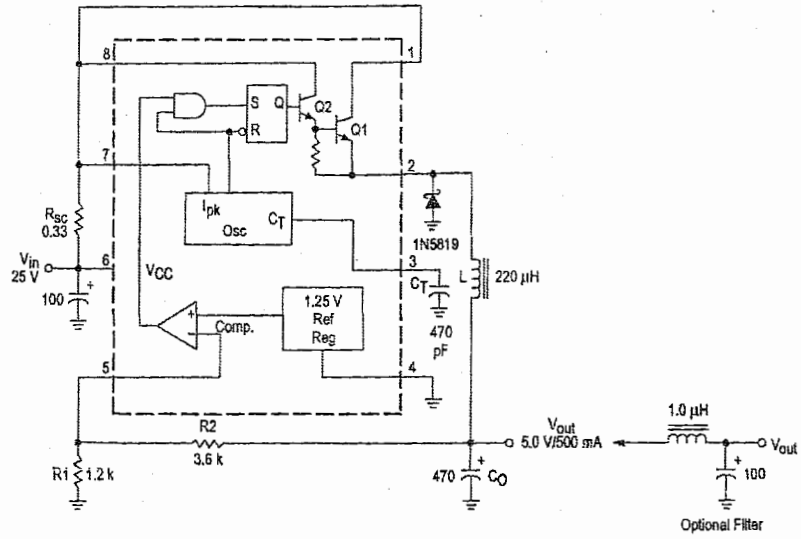 8
1
S Q
Q2
R
Q1
7
2
Ipk
CT
Osc
Rsc
0.33
1N5819
Vin
25 V
6
VCC
3
CT
L
220 µH
100
+
1.25 V
Ref
Reg
+
−
Comp.
470
pF
5
4
R2
3.6 k
Vout
5.0 V/500 mA
1.0 µH
Vout
R1
1.2 k
470
+
CO
+
100
Optional Filter